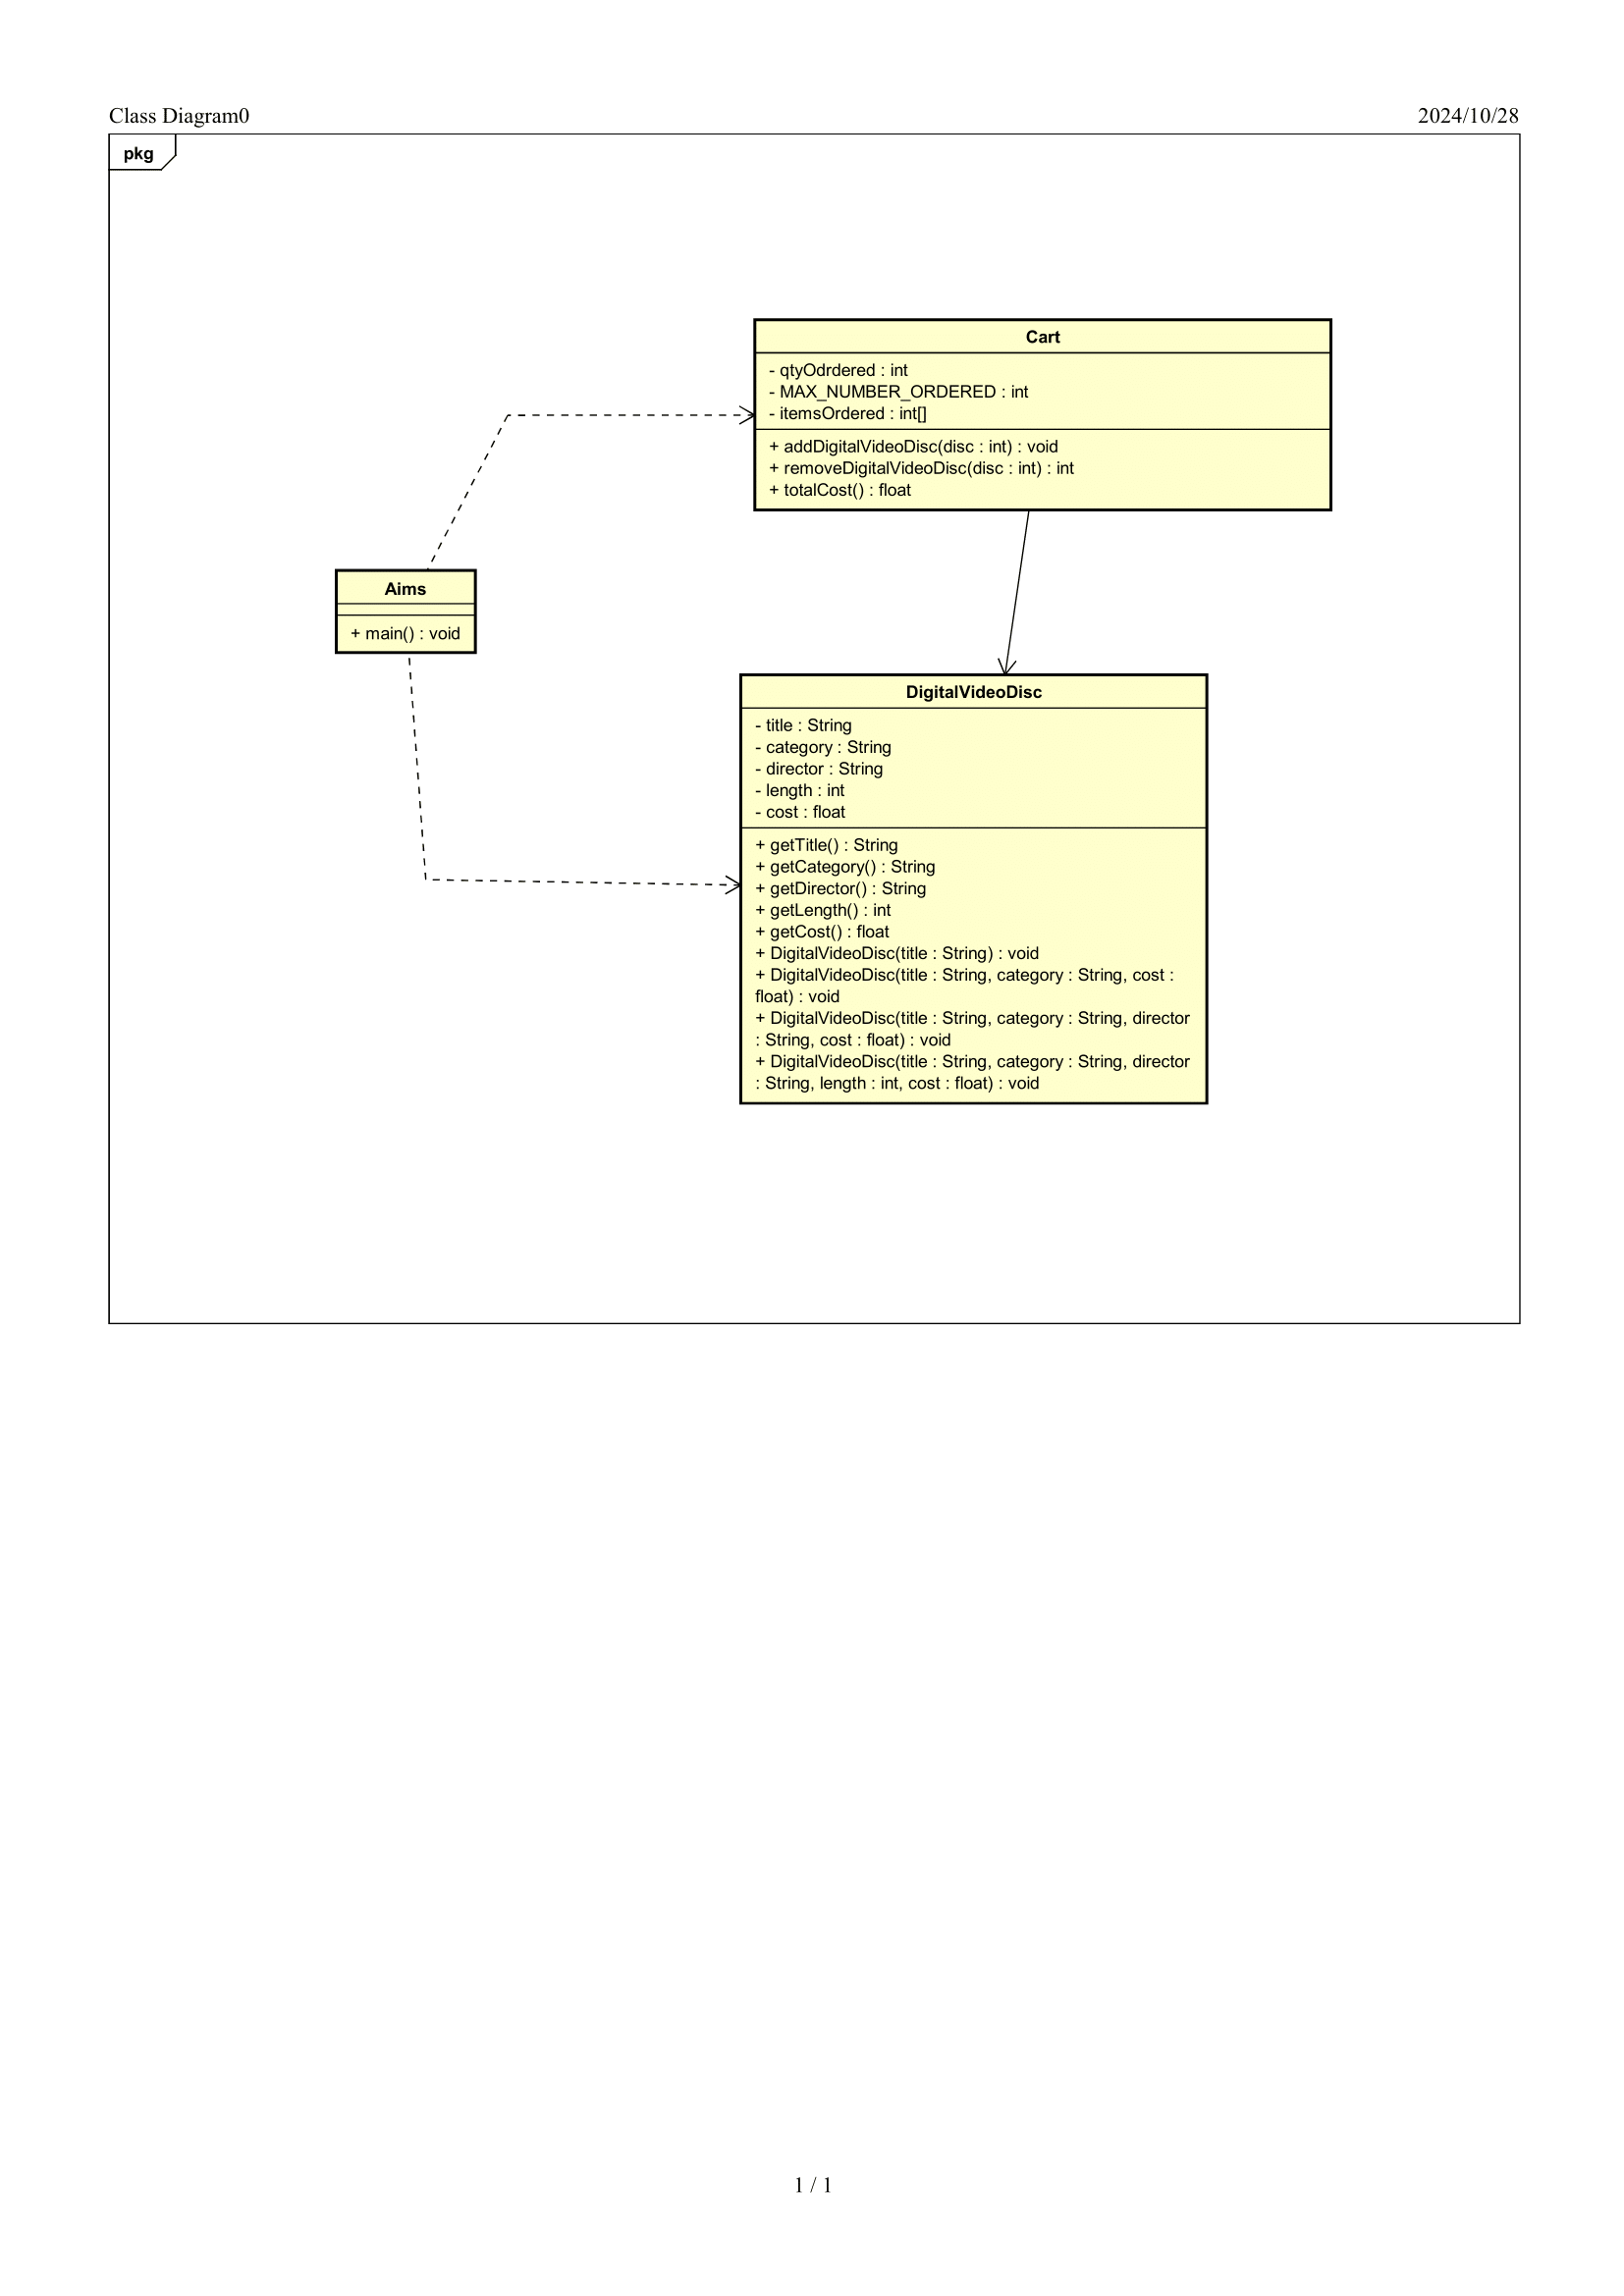 Class Diagram0
2024/10/28
pkg
Cart
- qtyOdrdered : int
- MAX_NUMBER_ORDERED : int
- itemsOrdered : int[]
+ addDigitalVideoDisc(disc : int) : void
+ removeDigitalVideoDisc(disc : int) : int
+ totalCost() : float
Aims
+ main() : void
DigitalVideoDisc
- title : String
- category : String
- director : String
- length : int
- cost : float
+ getTitle() : String
+ getCategory() : String
+ getDirector() : String
+ getLength() : int
+ getCost() : float
+ DigitalVideoDisc(title : String) : void
+ DigitalVideoDisc(title : String, category : String, cost :
float) : void
+ DigitalVideoDisc(title : String, category : String, director
: String, cost : float) : void
+ DigitalVideoDisc(title : String, category : String, director
: String, length : int, cost : float) : void
1 / 1